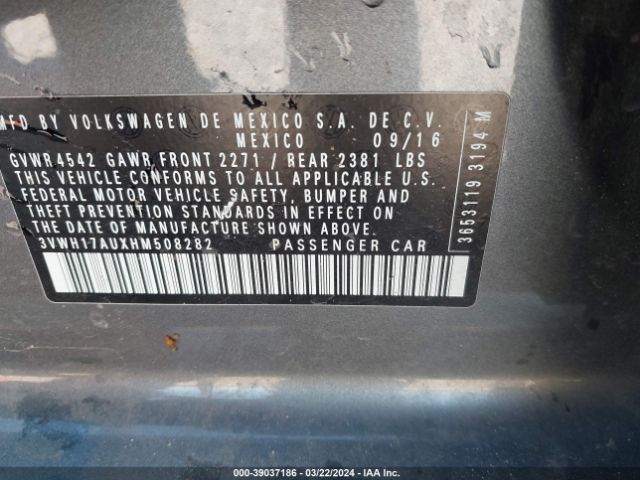 MFD BY VOLKSWAGEN DE MEXICO S.A. DE C.V.
MEXICO 09/16
GVWR 4542 GAWR FRONT 2271 / REAR 2381 LBS
THIS VEHICLE CONFORMS TO ALL APPLICABLE U.S.
FEDERAL MOTOR VEHICLE SAFETY, BUMPER AND
THEFT PREVENTION STANDARDS IN EFFECT ON
THE DATE OF MANUFACTURE SHOWN ABOVE.
3VWH17AUXHM508282 PASSENGER CAR
3653119 3194 M
000-39037186 - 03/22/2024 - IAA Inc.